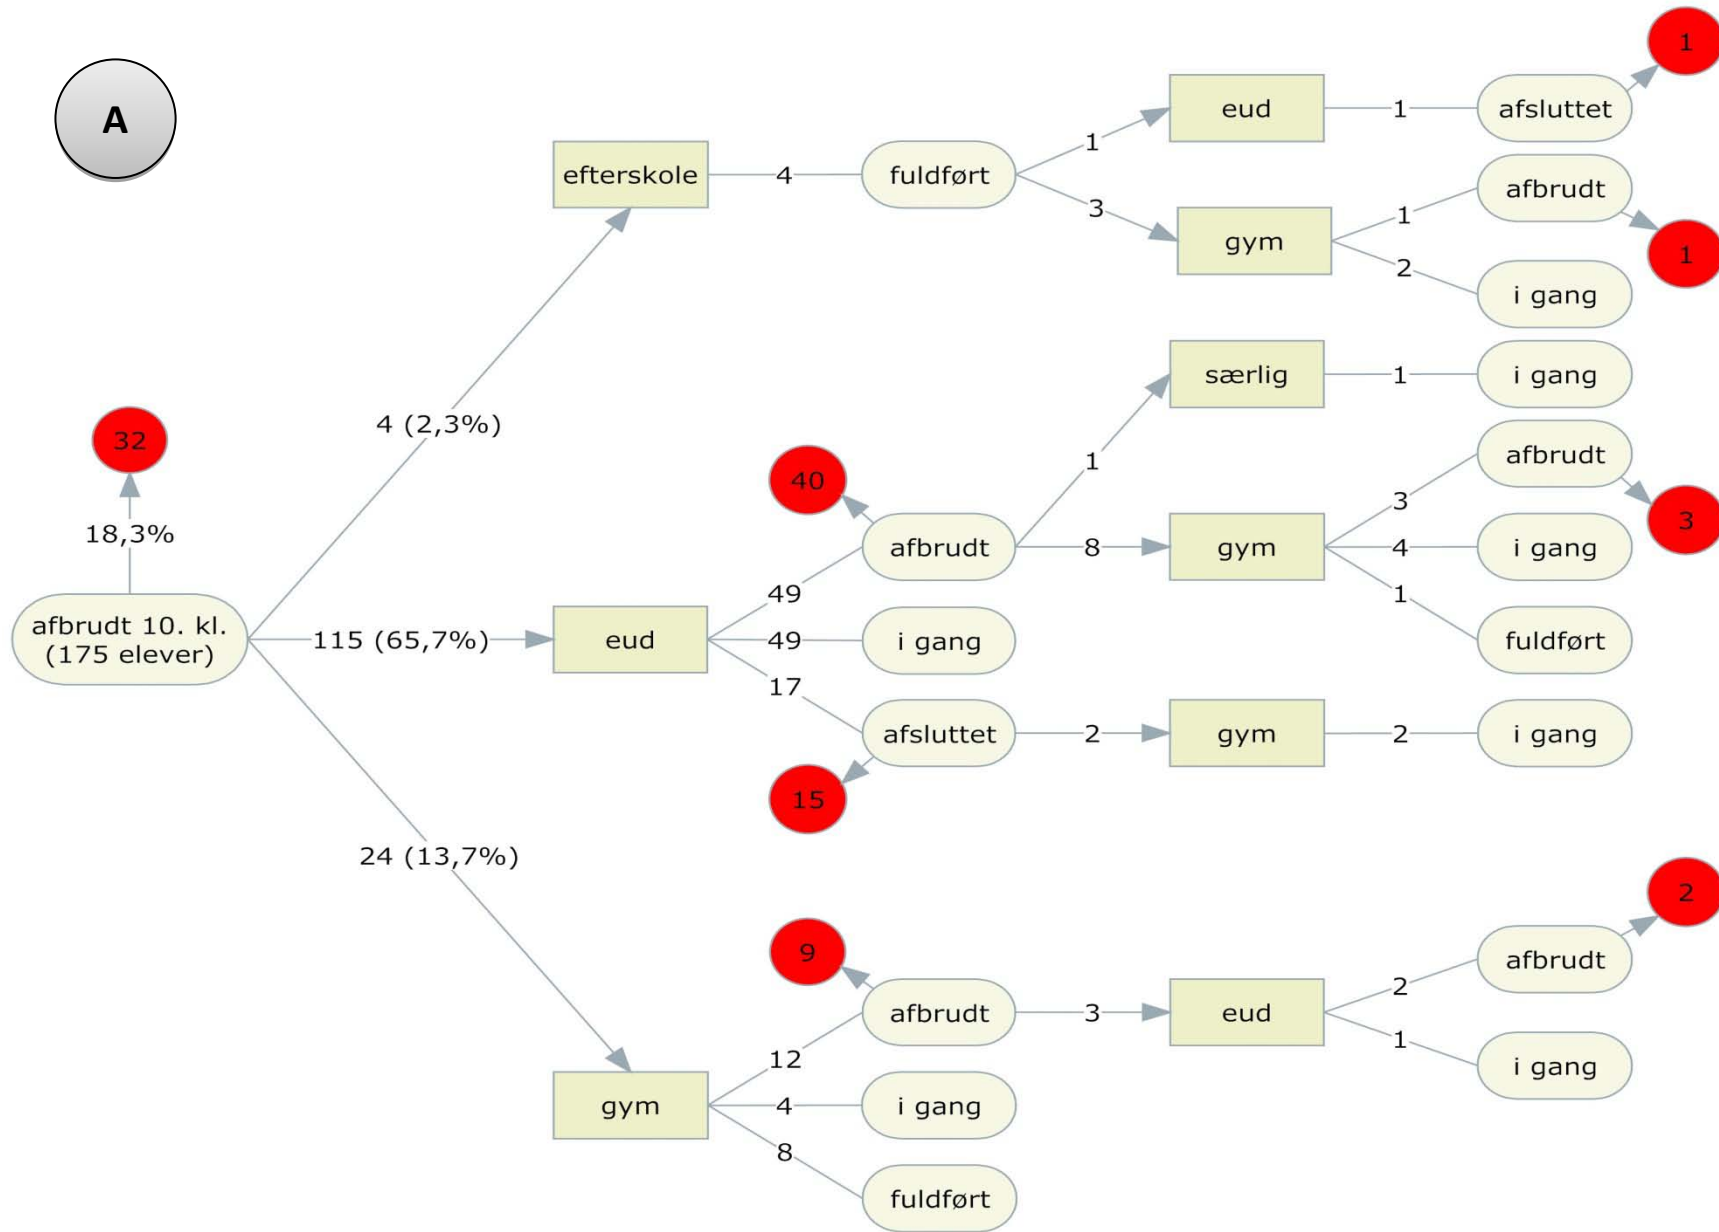 A
1
eud
1
afsluttet
1
efterskole
4
fuldført
afbrudt
3
1
gym
1
2
i gang
særlig
1
i gang
4 (2,3%)
32
afbrudt
40
1
3
3
18,3%
afbrudt
8
gym
4
i gang
49
1
afbrudt 10. kl.
(175 elever)
115 (65,7%)
eud
49
i gang
fuldført
17
afsluttet
2
gym
2
i gang
15
24 (13,7%)
2
9
afbrudt
2
afbrudt
3
eud
12
1
i gang
gym
4
i gang
8
fuldført